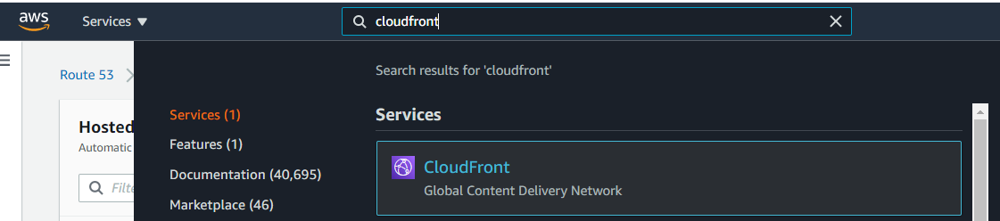 aws
Services ▼
cloudfront
Route 53
Hosted
Automatic
Filte
Search results for 'cloudfront'
Services (1)
Features (1)
Documentation (40,695)
Marketplace (46)
Services
CloudFront
Global Content Delivery Network